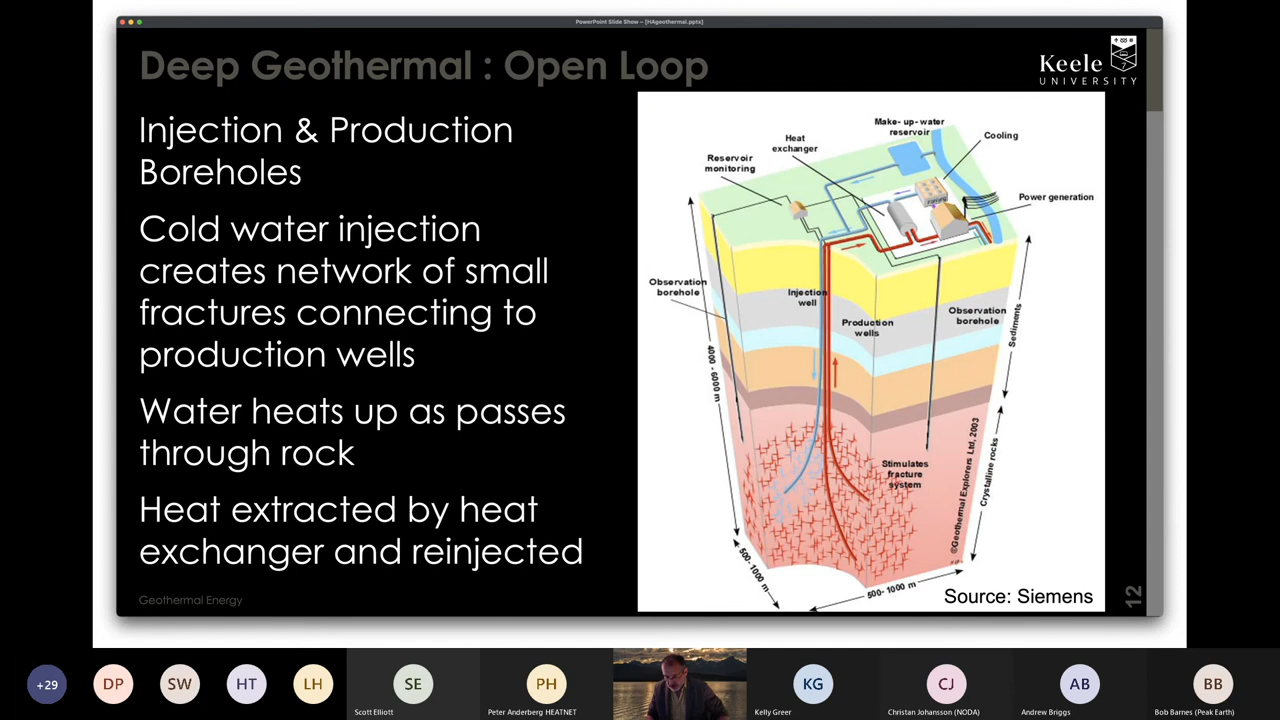 PowerPoint Slide Show - [HAgeothermal.pptx]
Deep Geothermal : Open Loop
Keele
UNIVERSITY
Injection & Production
Boreholes
Cold water injection
creates network of small
fractures connecting to
production wells
Water heats up as passes
through rock
Heat extracted by heat
exchanger and reinjected
Make- up- water
reservoir
Cooling
Heat
exchanger
Reservoir
monitoring
Power generation
Observation
borehole
Injection
well
Production
wells
Observation
borehole
Sediments
4000 - 6000 m
Stimulates
fracture
system
Crystalline rocks
©Geothermal Explorers Ltd, 2003
500- 1000 m
500- 1000 m
Source: Siemens
Geothermal Energy
12
+29
DP
SW
HT
LH
SE
Scott Elliott
PH
Peter Anderberg HEATNET
KG
Kelly Greer
CJ
Christan Johansson (NODA)
AB
Andrew Briggs
BB
Bob Barnes (Peak Earth)